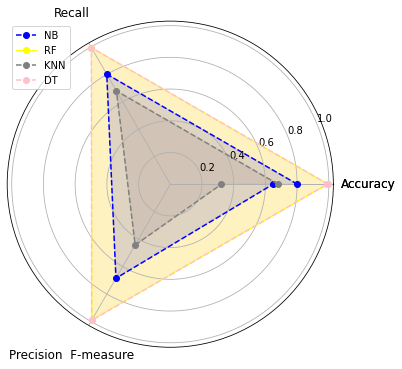 Recall
NB
RF
KNN
DT
1.0
0.8
0.6
0.4
0.2
Accuracy
Precision F-measure